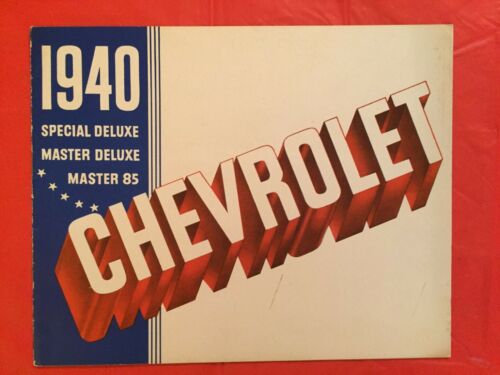 1940
SPECIAL DELUXE
MASTER DELUXE
MASTER 85
CHEVROLET